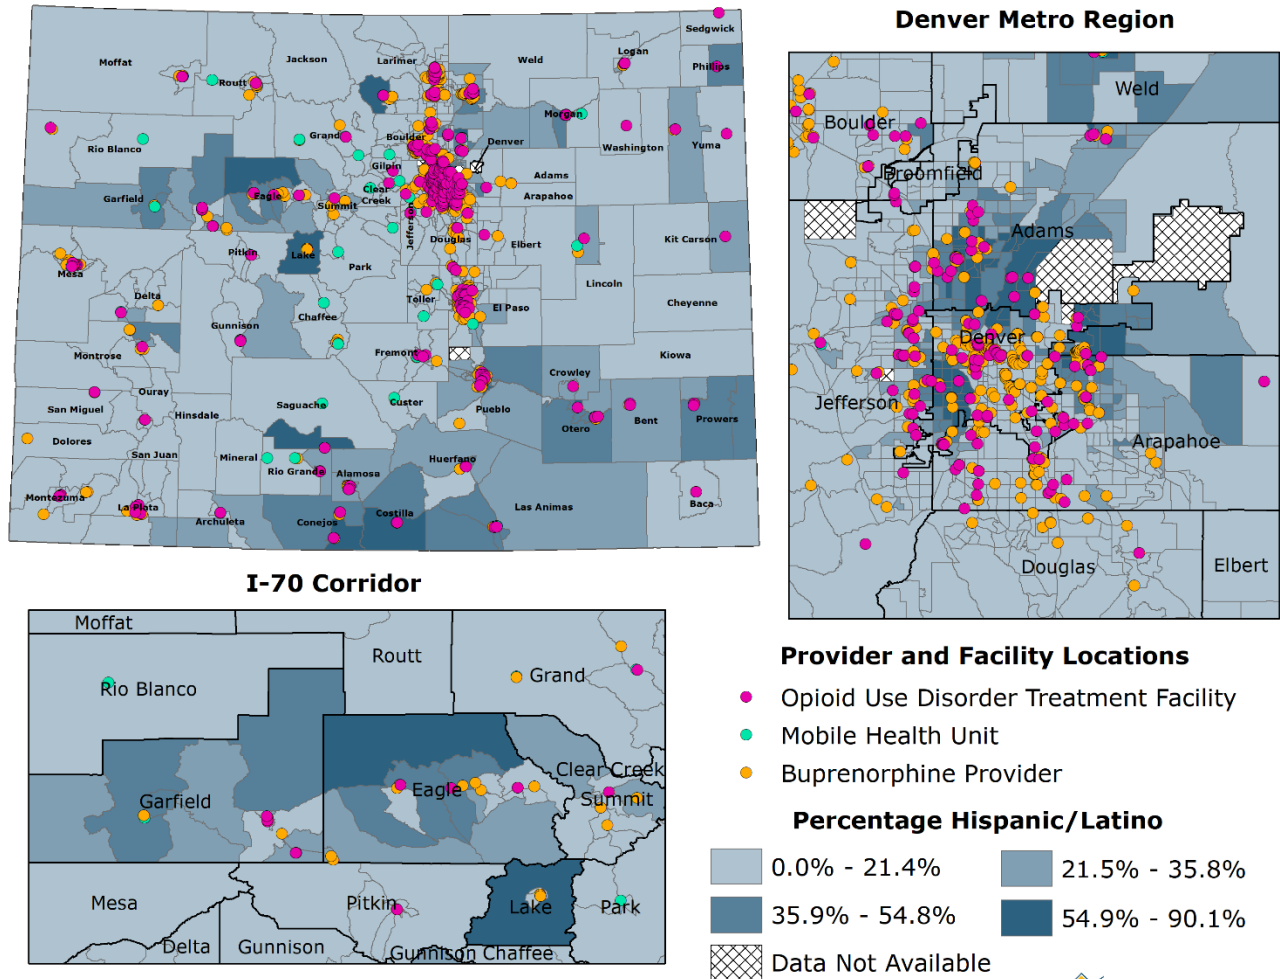 Denver Metro Region
Sedgwick
Logan
Moffat
Jackson
Larimer
Weld
Phillips
Routt
Morgan
Grand
Boulder
Denver
Washington
Yuma
Rio Blanco
Gilpin
Adams
Clear
Creek
Eagle
Arapahoe
Garfield
Summit
Jefferson
Douglas
Elbert
Kit Carson
Pitkin
Lake
Park
Mesa
Lincoln
Delta
Teller
El Paso
Cheyenne
Chaffee
Gunnison
Fremont
Montrose
Kiowa
Crowley
Ouray
Custer
San Miguel
Saguache
Hinsdale
Pueblo
Otero
Bent
Prowers
Dolores
San Juan
Mineral
Huerfano
Rio Grande
Alamosa
Montezuma
La Plata
Archuleta
Conejos
Costilla
Las Animas
Baca
Weld
Boulder
Broomfield
Adams
Denver
Jefferson
Arapahoe
Douglas
Elbert
I-70 Corridor
Moffat
Routt
Rio Blanco
Grand
Clear Creek
Garfield
Eagle
Summit
Mesa
Pitkin
Lake
Park
Delta
Gunnison
Gunnison
Chaffee
Provider and Facility Locations
Opioid Use Disorder Treatment Facility
Mobile Health Unit
Buprenorphine Provider
Percentage Hispanic/Latino
0.0% - 21.4%
21.5% - 35.8%
35.9% - 54.8%
54.9% - 90.1%
Data Not Available